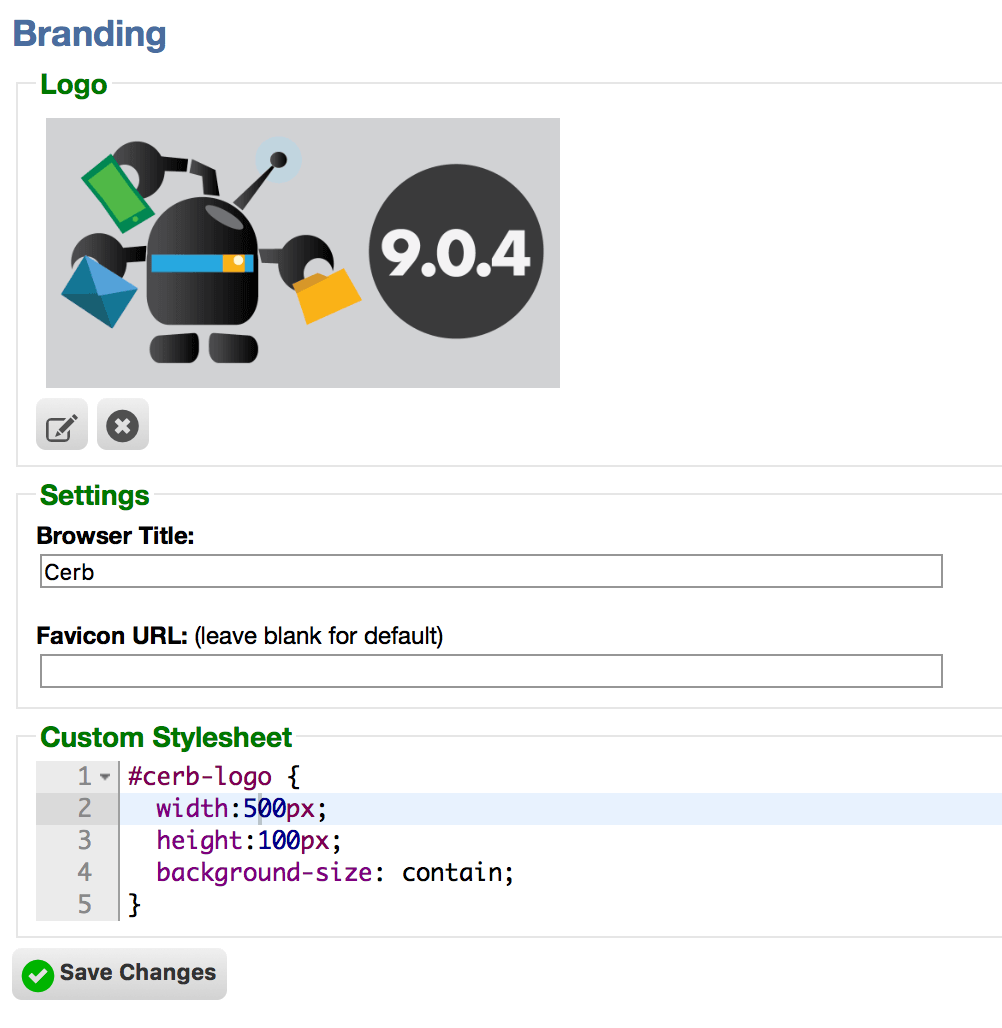 Branding
Logo
9.0.4
Settings
Browser Title:
Cerb
Favicon URL: (leave blank for default)
Custom Stylesheet
1 #cerb-logo {
2 width:500px;
3 height:100px;
4 background-size: contain;
5 }
Save Changes